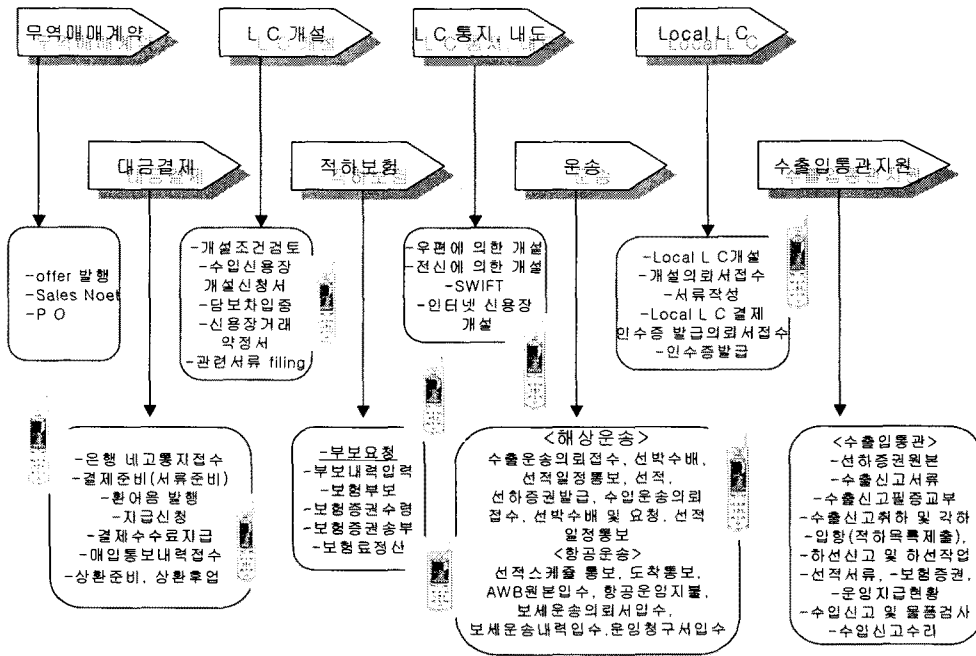 무역매매계약
L C 개설
L C 통지, 내도
Local L C
대금결제
적하보험
운송
수출입통관지원
-offer 발행
-Sales Noet
-P O
-개설조건검토
-수입신용장
개설신청서
-담보차입증
-신용장거래
약정서
-관련서류 filing
-우편에 의한 개설
-전신에 의한 개설
-SWIFT
-인터넷 신용장
개설
-Local L C개설
-개설의뢰서접수
-서류작성
-Local L C 결제
인수증 발급의뢰서접수
-인수증발급
-은행 네고통지접수
-결제준비(서류준비)
-환어음 발행
-지급신청
-결제수수료지급
-매입통보내력접수
-상환준비, 상환후업
-부보요청
-부보내력입력
-보험부보
-보험증권수령
-보험증권송부
-보험료정산
<해상운송>
수출운송의뢰접수, 선박수배,
선적일정통보, 선적,
선하증권발급, 수입운송의뢰
접수, 선박수배 및 요청, 선적
일정통보
<항공운송>
선적스케쥴 통보, 도착통보,
AWB원본입수, 항공운임지불,
보세운송의뢰서입수,
보세운송내력입수,운임청구서입수
<수출입통관>
-선하증권원본
-수출신고서류
-수출신고필증교부
-수출신고취하 및 각하
-입항(적하목록제출),
-하선신고 및 하선작업
-선적서류, -보험증권,
-운임지급현황
-수입신고 및 물품검사
-수입신고수리